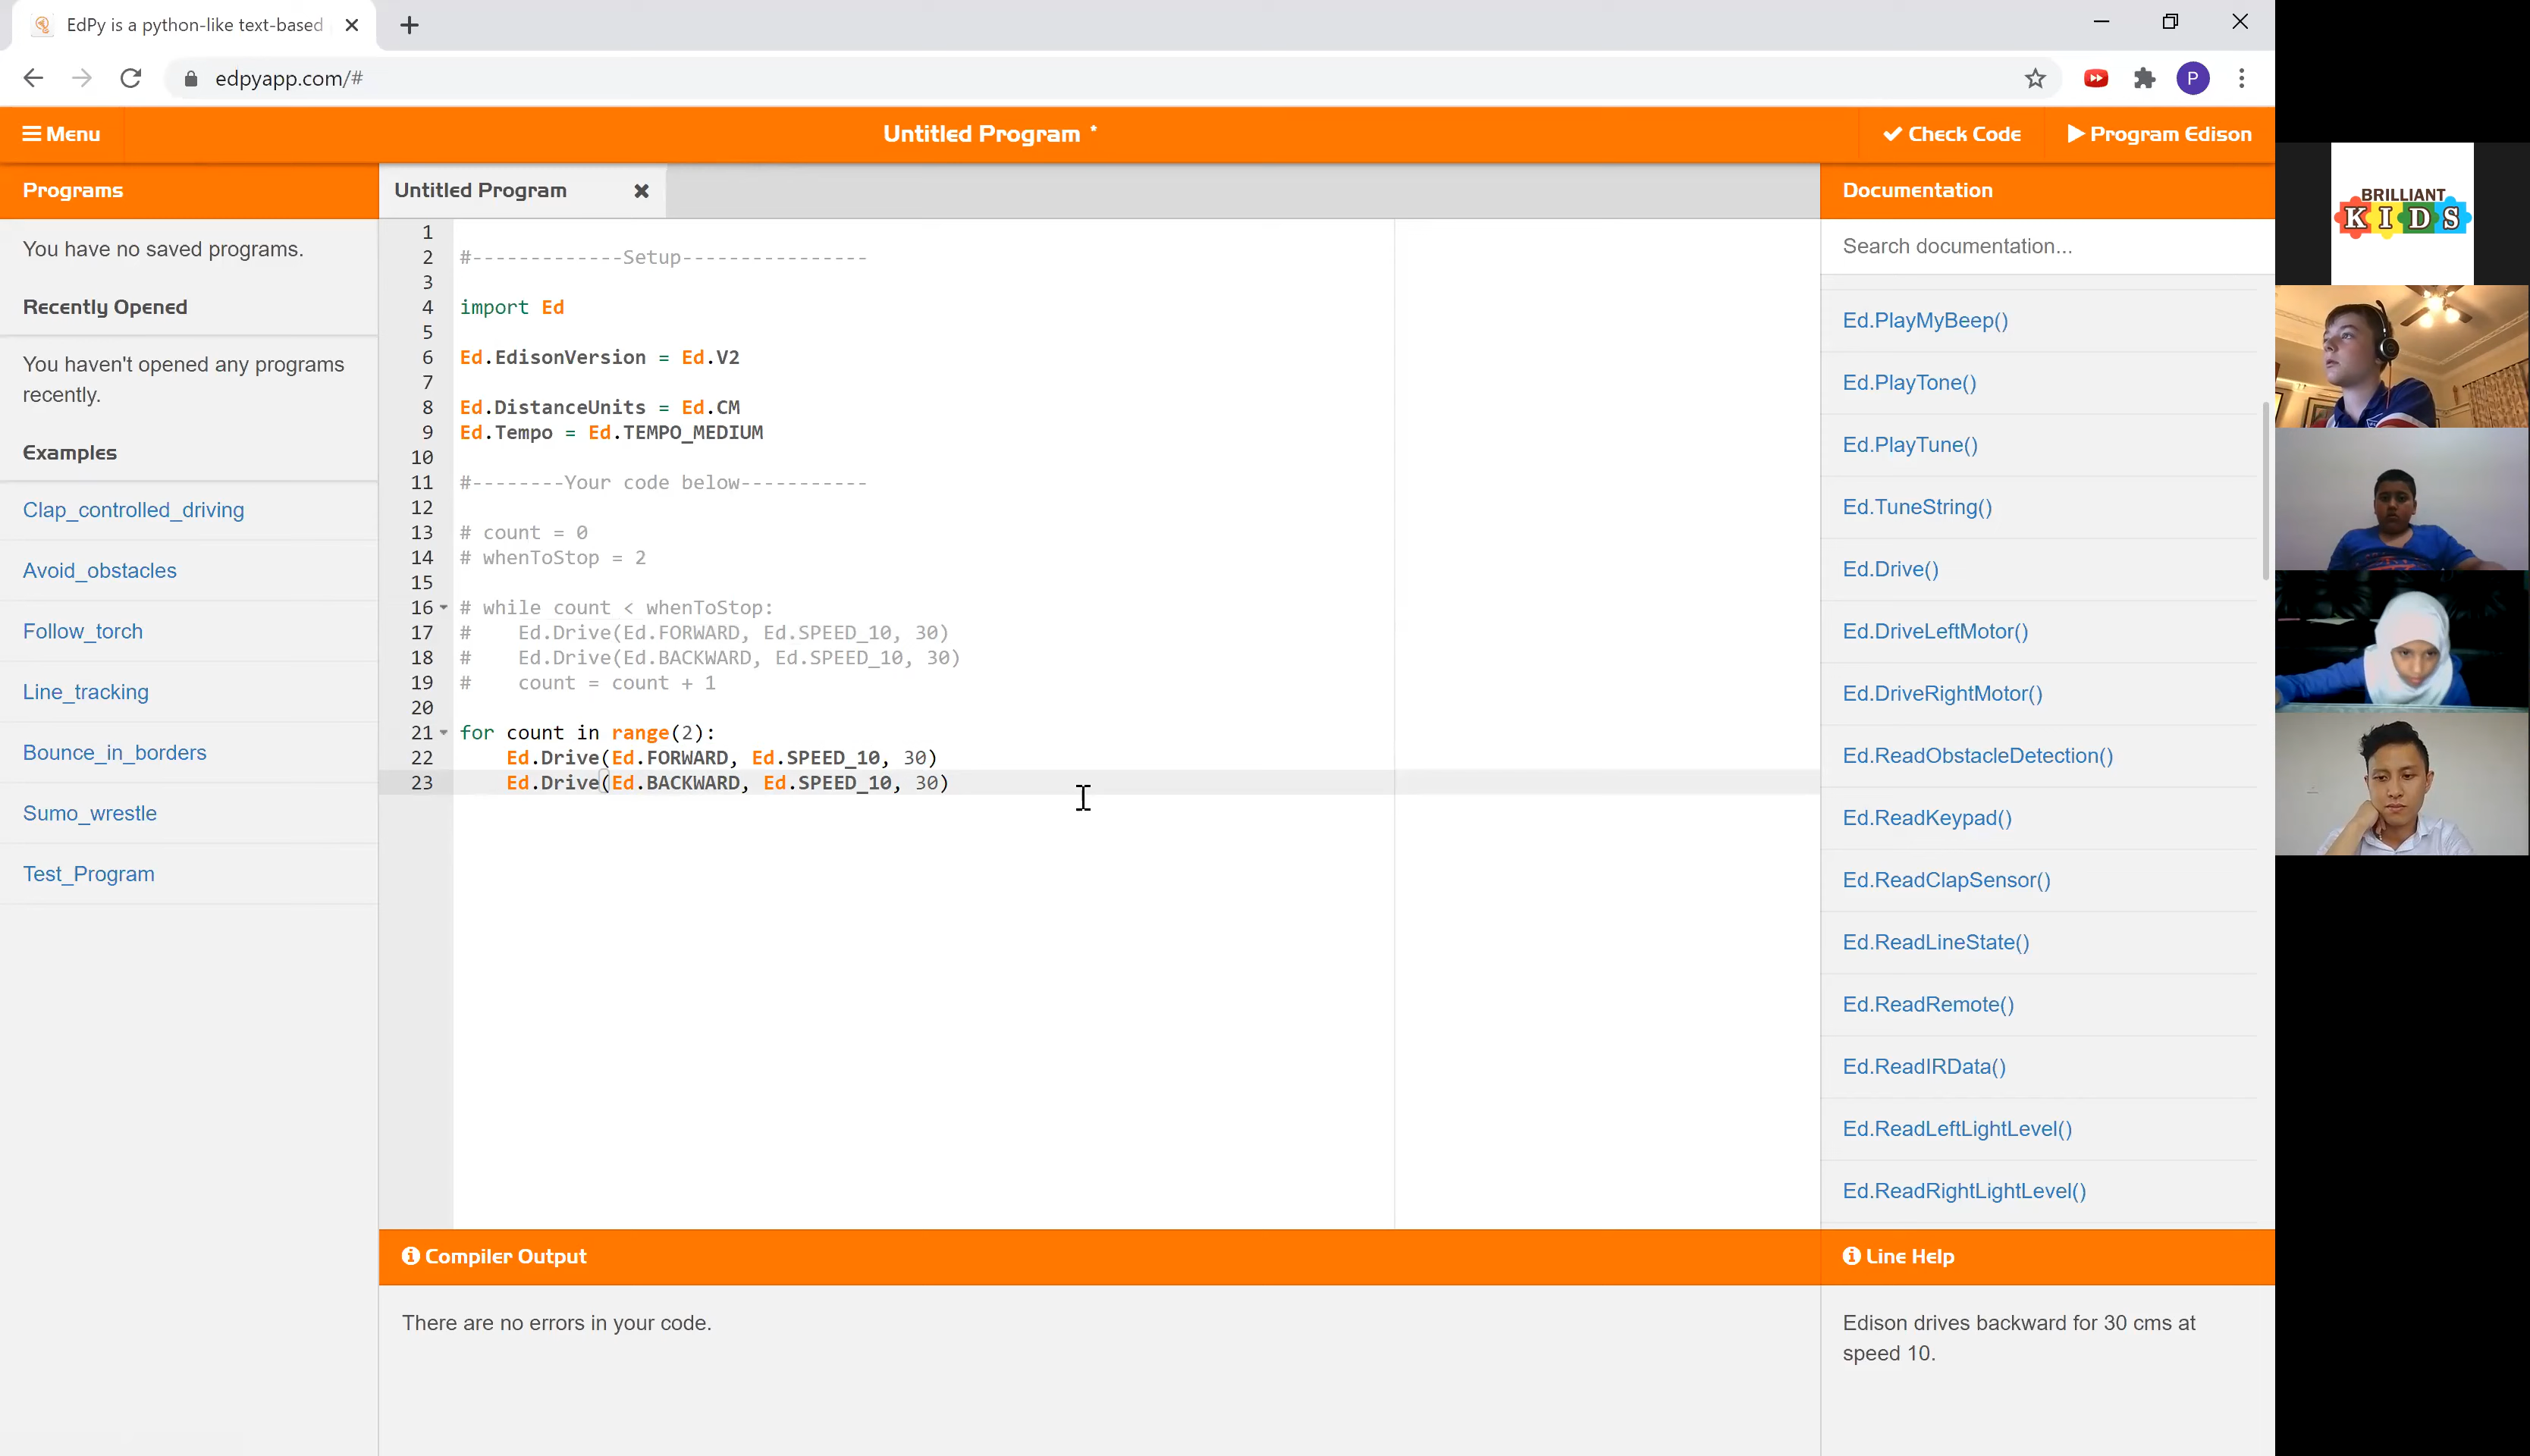 EdPy is a python-like text-based
edpyapp.com/#
P
Menu
Untitled Program *
Check Code
Program Edison
Programs
You have no saved programs.
Recently Opened
You haven't opened any programs
recently.
Examples
Clap_controlled_driving
Avoid_obstacles
Follow_torch
Line_tracking
Bounce_in_borders
Sumo_wrestle
Test_Program
Untitled Program
1
2 #-------------Setup----------------
3
4 import Ed
5
6 Ed.EdisonVersion = Ed.V2
7
8 Ed.DistanceUnits = Ed.CM
9 Ed.Tempo = Ed.TEMPO_MEDIUM
10
11 #--------Your code below-----------
12
13 # count = 0
14 # whenToStop = 2
15
16 # while count < whenToStop:
17 #    Ed.Drive(Ed.FORWARD, Ed.SPEED_10, 30)
18 #    Ed.Drive(Ed.BACKWARD, Ed.SPEED_10, 30)
19 #    count = count + 1
20
21 for count in range(2):
22     Ed.Drive(Ed.FORWARD, Ed.SPEED_10, 30)
23     Ed.Drive(Ed.BACKWARD, Ed.SPEED_10, 30)
Compiler Output
There are no errors in your code.
Documentation
Search documentation...
Ed.PlayMyBeep()
Ed.PlayTone()
Ed.PlayTune()
Ed.TuneString()
Ed.Drive()
Ed.DriveLeftMotor()
Ed.DriveRightMotor()
Ed.ReadObstacleDetection()
Ed.ReadKeypad()
Ed.ReadClapSensor()
Ed.ReadLineState()
Ed.ReadRemote()
Ed.ReadIRData()
Ed.ReadLeftLightLevel()
Ed.ReadRightLightLevel()
Line Help
Edison drives backward for 30 cms at
speed 10.
BRILLIANT
KIDS